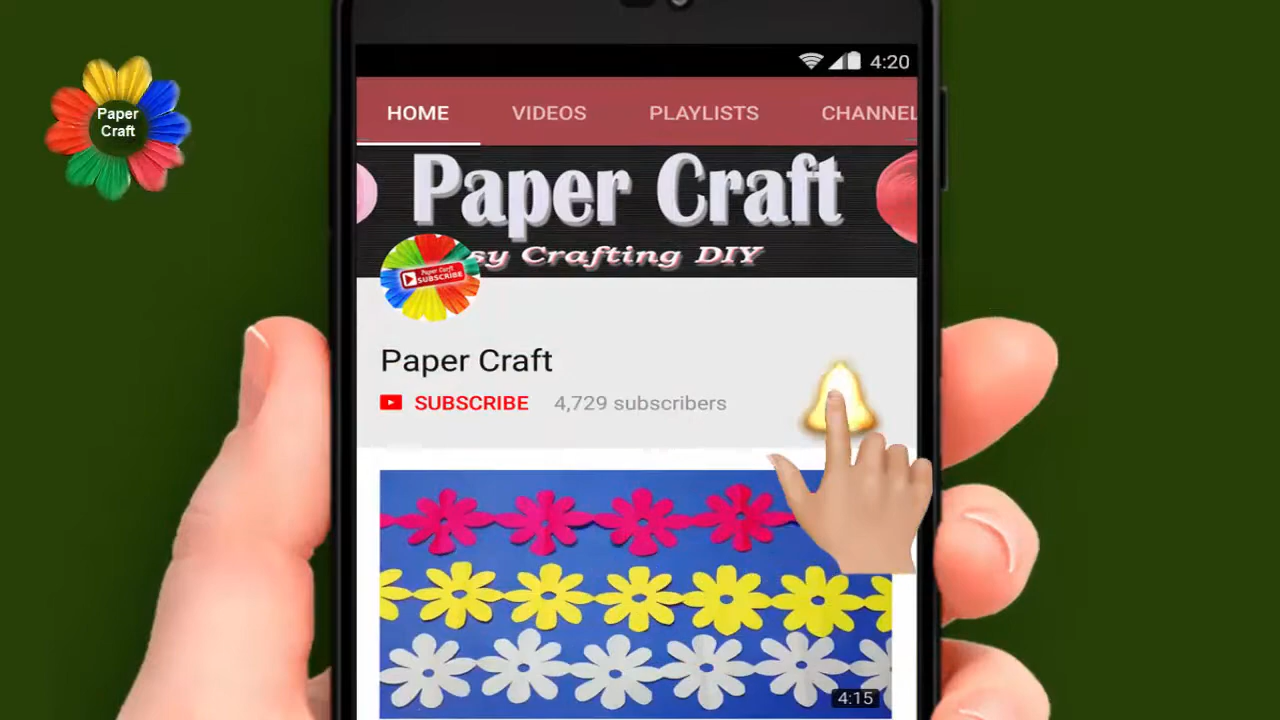 Paper
Craft
4:20
HOME VIDEOS PLAYLISTS CHANNEL
Paper Craft
sy Crafting DIY
Paper Craft
SUBSCRIBE
Paper Craft
SUBSCRIBE 4,729 subscribers
4:15